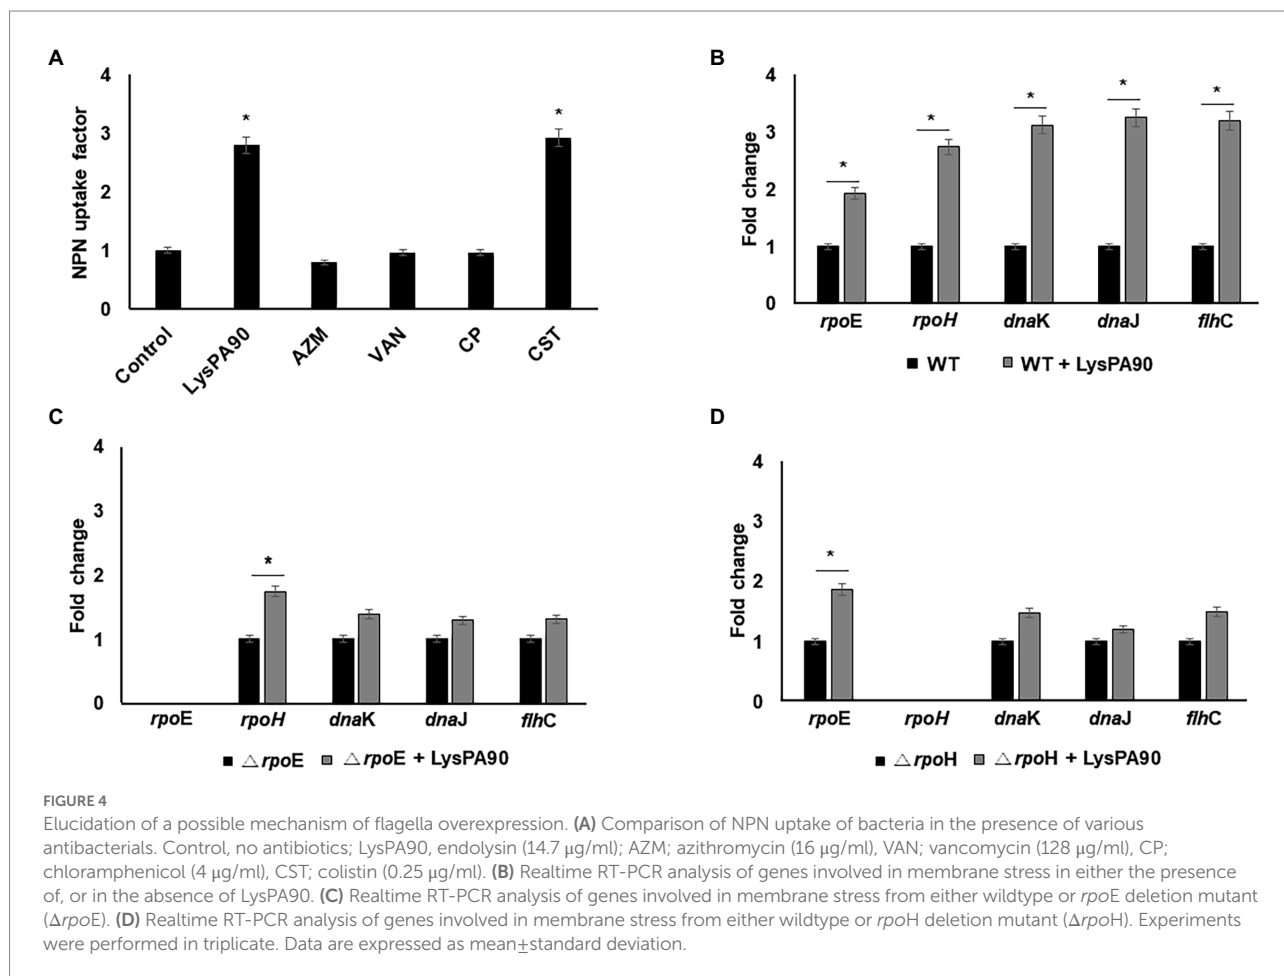 A
NPN uptake factor
4
3
2
1
0
*
*
Control
LysPA90
AZM
VAN
CP
CST
B
Fold change
4
3
2
1
0
*
*
*
*
*
rpoE
rpoH
dnaK
dnaJ
flhC
WT
WT + LysPA90
C
Fold change
4
3
2
1
0
*
rpoE
rpoH
dnaK
dnaJ
flhC
△rpoE
△rpoE + LysPA90
D
Fold change
4
3
2
1
0
*
rpoE
rpoH
dnaK
dnaJ
flhC
△rpoH
△rpoH + LysPA90
FIGURE 4
Elucidation of a possible mechanism of flagella overexpression. (A) Comparison of NPN uptake of bacteria in the presence of various
antibacterials. Control, no antibiotics; LysPA90, endolysin (14.7 μg/ml); AZM; azithromycin (16 μg/ml), VAN; vancomycin (128 μg/ml), CP;
chloramphenicol (4 μg/ml), CST; colistin (0.25 μg/ml). (B) Realtime RT-PCR analysis of genes involved in membrane stress in either the presence
of, or in the absence of LysPA90. (C) Realtime RT-PCR analysis of genes involved in membrane stress from either wildtype or rpoE deletion mutant
(ΔrpoE). (D) Realtime RT-PCR analysis of genes involved in membrane stress from either wildtype or rpoH deletion mutant (ΔrpoH). Experiments
were performed in triplicate. Data are expressed as mean±standard deviation.